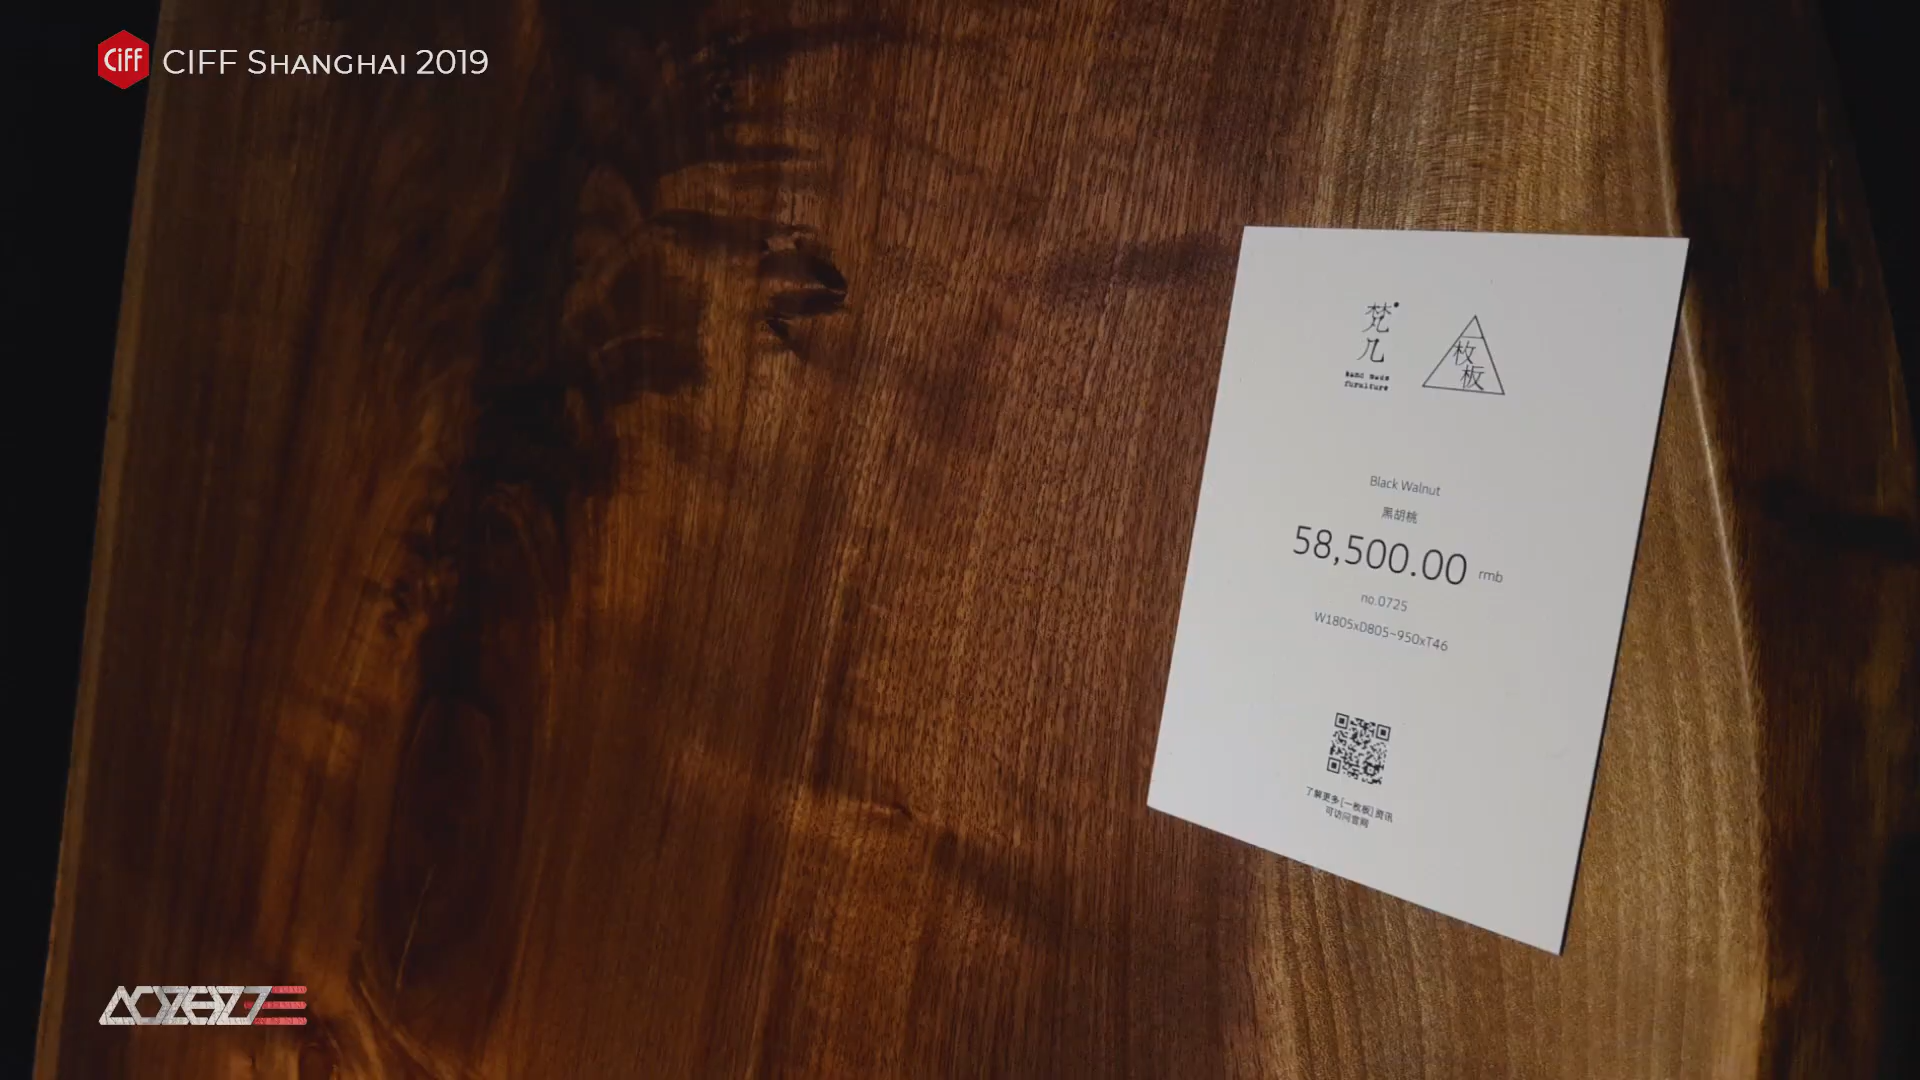 Ciff CIFF SHANGHAI 2019
梵几
HAND MADE
furniture
枚板
Black Walnut
黑胡桃
58,500.00 rmb
no.0725
W1805xD805~950xT46
了解更多[一枚板]资讯
可访问官网